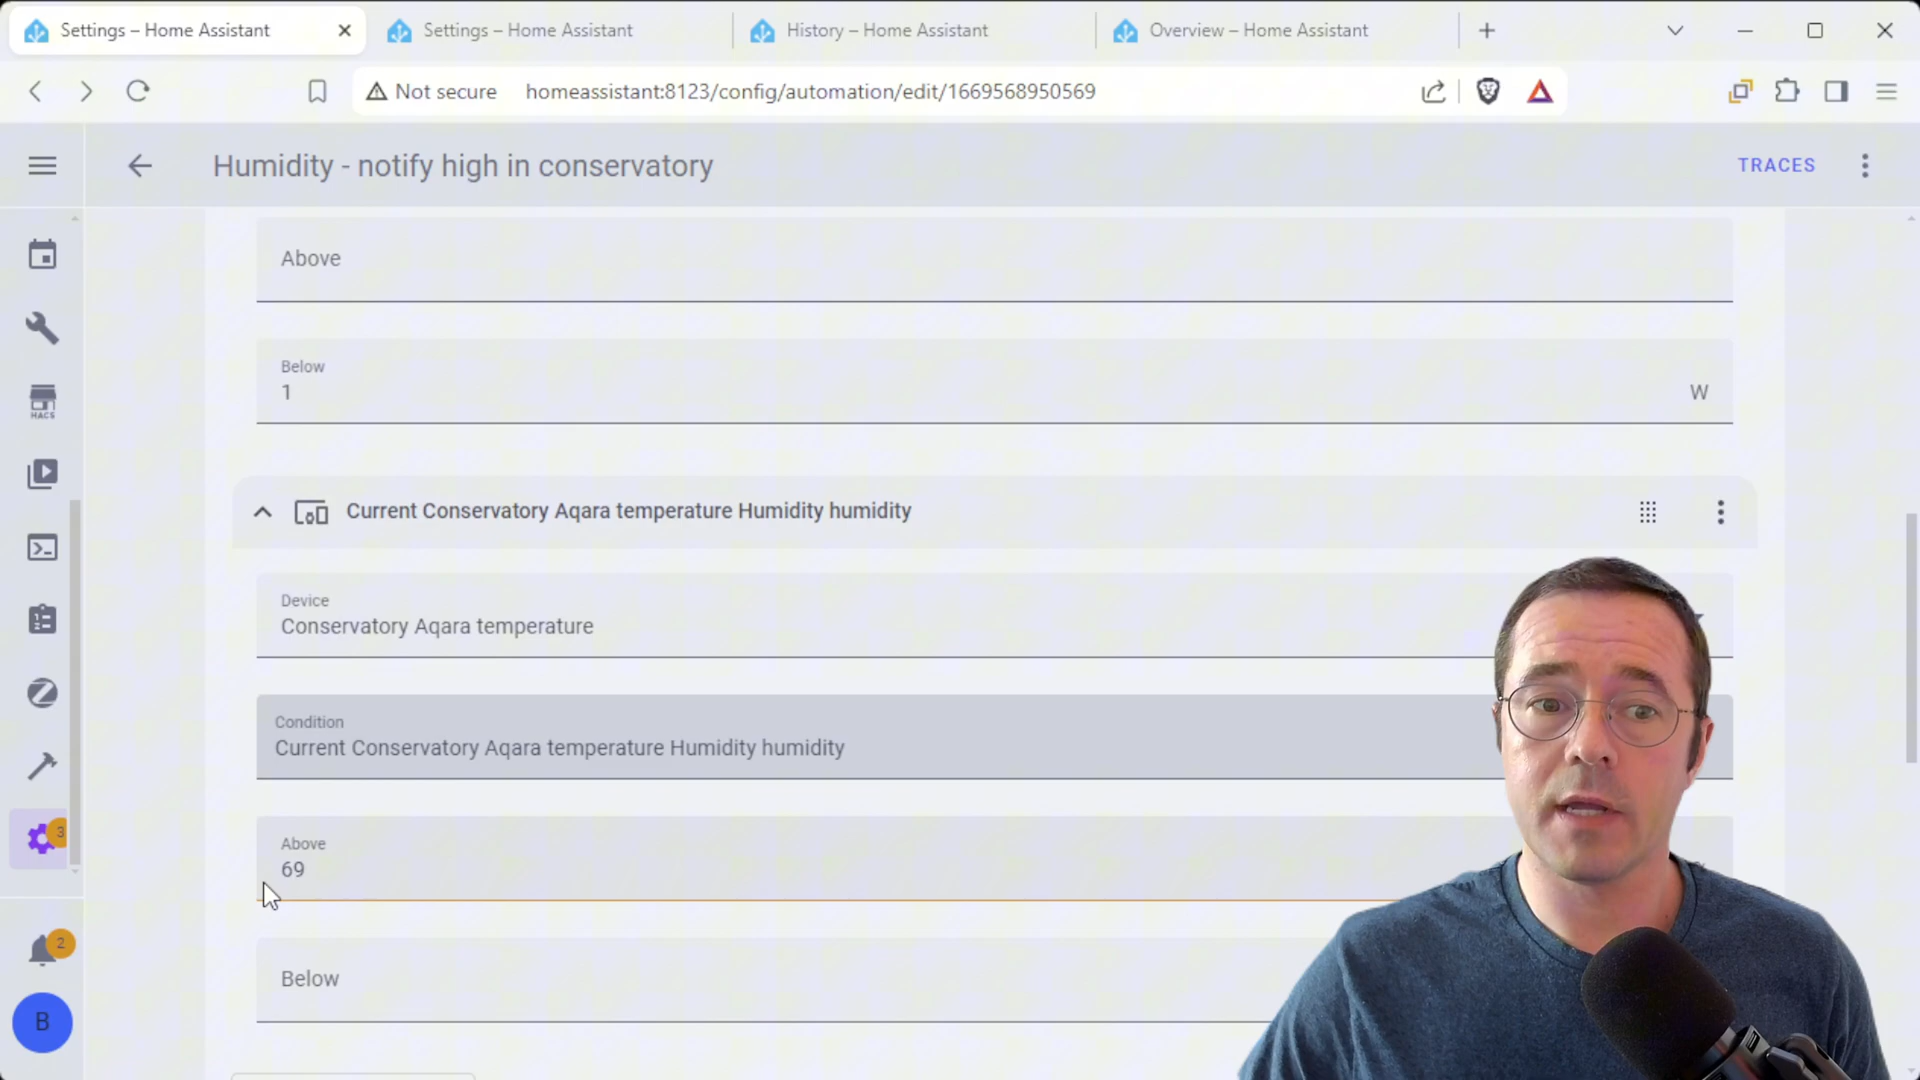 Settings – Home Assistant
Settings – Home Assistant
History – Home Assistant
Overview – Home Assistant
Not secure
homeassistant:8123/config/automation/edit/1669568950569
Humidity - notify high in conservatory
TRACES
Above
Below
1
W
HACS
Current Conservatory Aqara temperature Humidity humidity
Device
Conservatory Aqara temperature
Condition
Current Conservatory Aqara temperature Humidity humidity
Above
69
3
Below
2
B